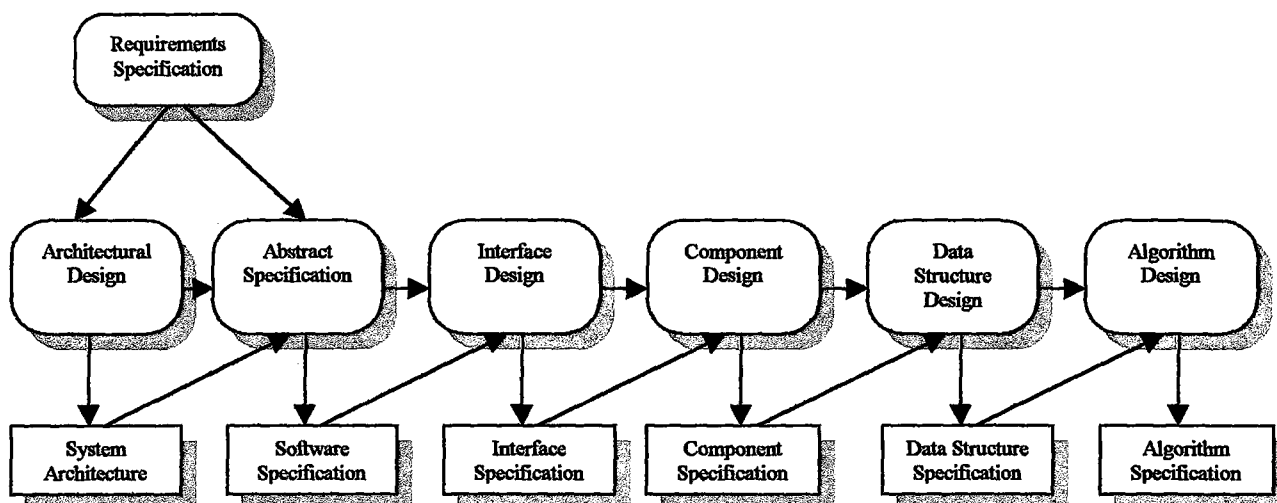 Requirements
Specification
Architectural
Design
Abstract
Specification
Interface
Design
Component
Design
Data
Structure
Design
Algorithm
Design
System
Architecture
Software
Specification
Interface
Specification
Component
Specification
Data Structure
Specification
Algorithm
Specification